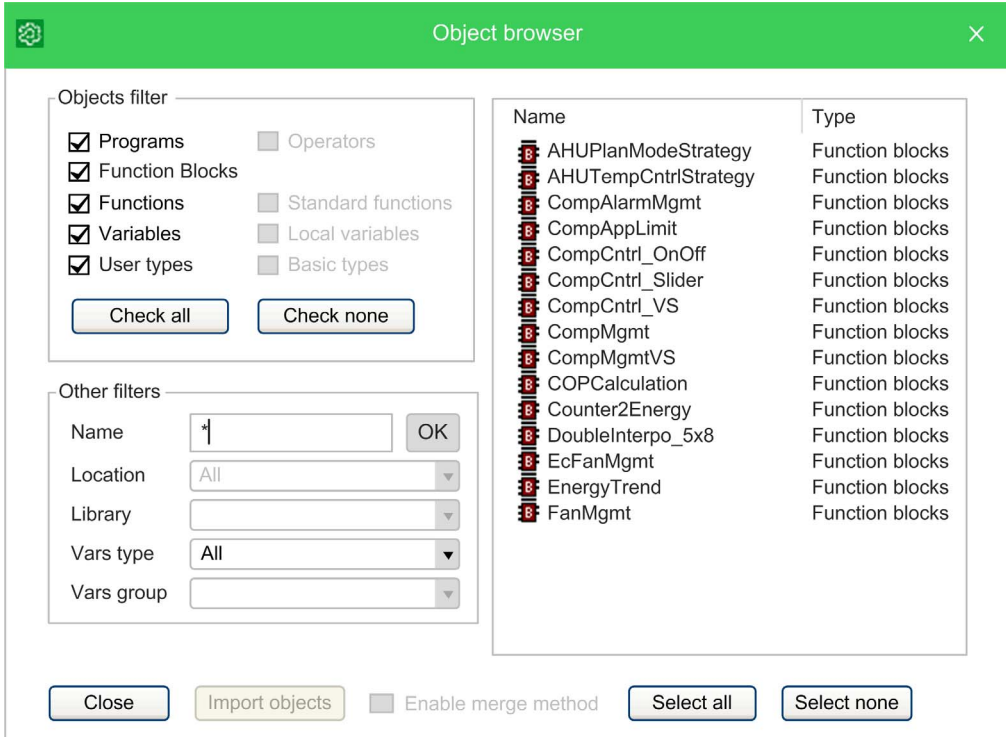 Object browser
Objects filter
Programs
Operators
Function Blocks
Functions
Standard functions
Variables
Local variables
User types
Basic types
Check all
Check none
Other filters
Name
*
OK
Location
All
Library
Vars type
All
Vars group
Name Type
AHUPlanModeStrategy Function blocks
AHUTempCntrlStrategy Function blocks
CompAlarmMgmt Function blocks
CompAppLimit Function blocks
CompCntrl_OnOff Function blocks
CompCntrl_Slider Function blocks
CompCntrl_VS Function blocks
CompMgmt Function blocks
CompMgmtVS Function blocks
COPCalculation Function blocks
Counter2Energy Function blocks
DoubleInterpo_5x8 Function blocks
EcFanMgmt Function blocks
EnergyTrend Function blocks
FanMgmt Function blocks
Close
Import objects
Enable merge method
Select all
Select none